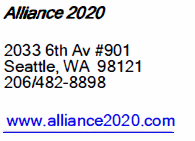 Alliance 2020
2033 6th Av #901
Seattle, WA 98121
206/482-8898
www.alliance2020.com